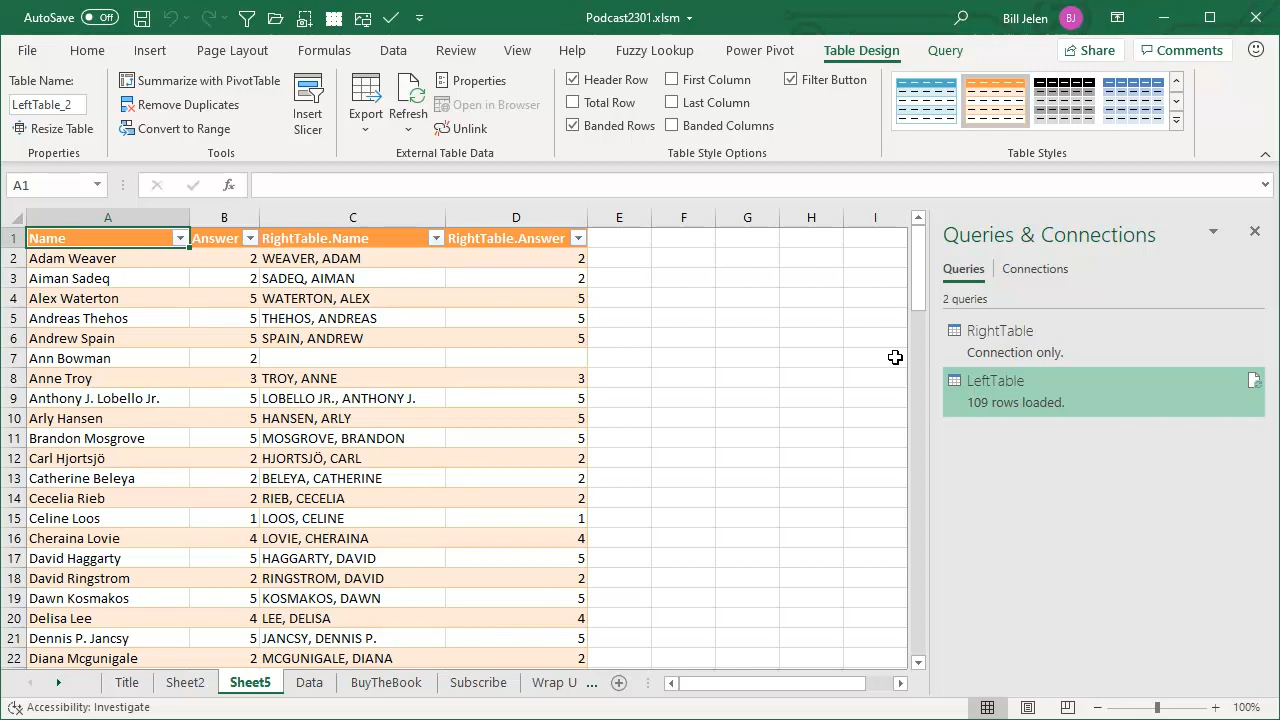 AutoSave Off Podcast2301.xlsm Bill Jelen BJ
File Home Insert Page Layout Formulas Data Review View Help Fuzzy Lookup Power Pivot Table Design Query Share Comments
Table Name: Summarize with PivotTable Properties Header Row First Column Filter Button
LeftTable_2 Remove Duplicates Insert Slicer Export Refresh Open in Browser Total Row Last Column
Resize Table Convert to Range Unlink Banded Rows Banded Columns
Properties Tools External Table Data Table Style Options Table Styles
A1 fx
A B C D E F G H I
1 Name Answer RightTable.Name RightTable.Answer
2 Adam Weaver 2 WEAVER, ADAM 2
3 Aiman Sadeq 2 SADEQ, AIMAN 2
4 Alex Waterton 5 WATERTON, ALEX 5
5 Andreas Thehos 5 THEHOS, ANDREAS 5
6 Andrew Spain 5 SPAIN, ANDREW 5
7 Ann Bowman 2
8 Anne Troy 3 TROY, ANNE 3
9 Anthony J. Lobello Jr. 5 LOBELLO JR., ANTHONY J. 5
10 Arly Hansen 5 HANSEN, ARLY 5
11 Brandon Mosgrove 5 MOSGROVE, BRANDON 5
12 Carl Hjortsjö 2 HJORTSJÖ, CARL 2
13 Catherine Beleya 2 BELEYA, CATHERINE 2
14 Cecelia Rieb 2 RIEB, CECELIA 2
15 Celine Loos 1 LOOS, CELINE 1
16 Cheraina Lovie 4 LOVIE, CHERAINA 4
17 David Haggarty 5 HAGGARTY, DAVID 5
18 David Ringstrom 2 RINGSTROM, DAVID 2
19 Dawn Kosmakos 5 KOSMAKOS, DAWN 5
20 Delisa Lee 4 LEE, DELISA 4
21 Dennis P. Jancsy 5 JANCSY, DENNIS P. 5
22 Diana Mcgunigale 2 MCGUNIGALE, DIANA 2
Queries & Connections
Queries Connections
2 queries
RightTable
Connection only.
LeftTable
109 rows loaded.
Title Sheet2 Sheet5 Data BuyTheBook Subscribe Wrap U ...
Accessibility: Investigate 100%